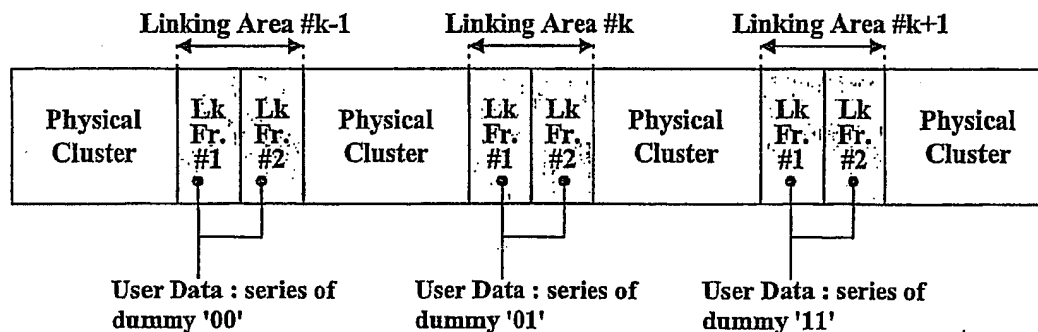 Linking Area #k-1 Linking Area #k Linking Area #k+1
Physical Cluster Lk Fr. #1 Lk Fr. #2 Physical Cluster Lk Fr. #1 Lk Fr. #2 Physical Cluster Lk Fr. #1 Lk Fr. #2 Physical Cluster
User Data : series of dummy '00'
User Data : series of dummy '01'
User Data : series of dummy '11'